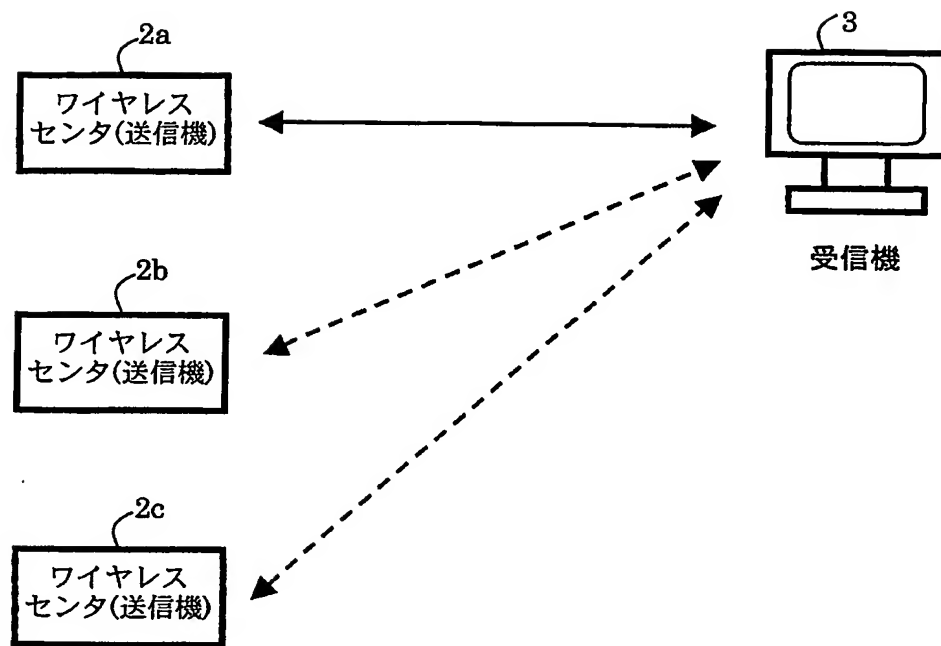 2a
ワイヤレス
センタ(送信機)
3
受信機
2b
ワイヤレス
センタ(送信機)
2c
ワイヤレス
センタ(送信機)